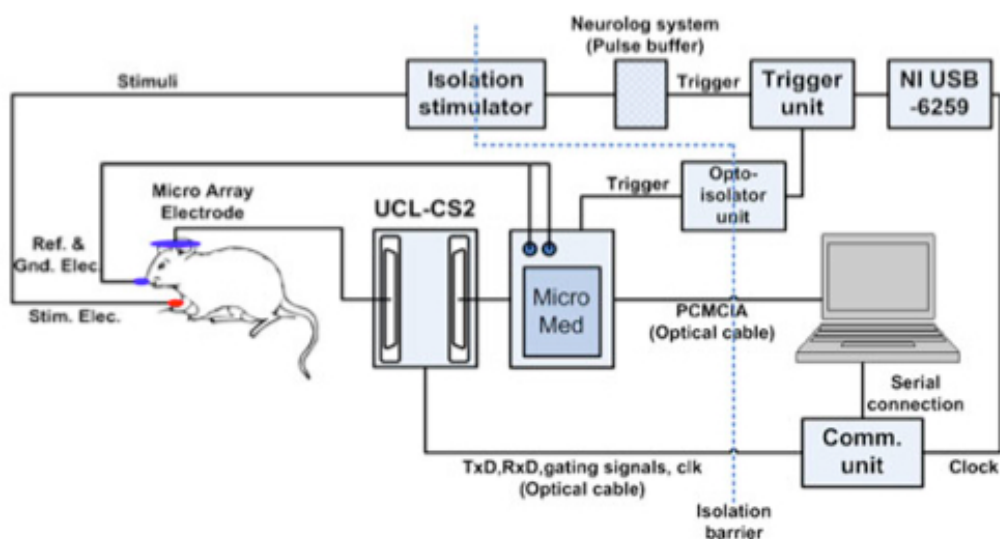 Neurolog system
(Pulse buffer)
Stimuli
Isolation
stimulator
Trigger
Trigger
unit
NI USB
-6259
Micro Array
Electrode
UCL-CS2
Trigger
Opto-
isolator
unit
Ref. &
Gnd. Elec.
Stim. Elec.
Micro
Med
PCMCIA
(Optical cable)
Serial
connection
Comm.
unit
TxD,RxD,gating signals, clk
(Optical cable)
Clock
Isolation
barrier